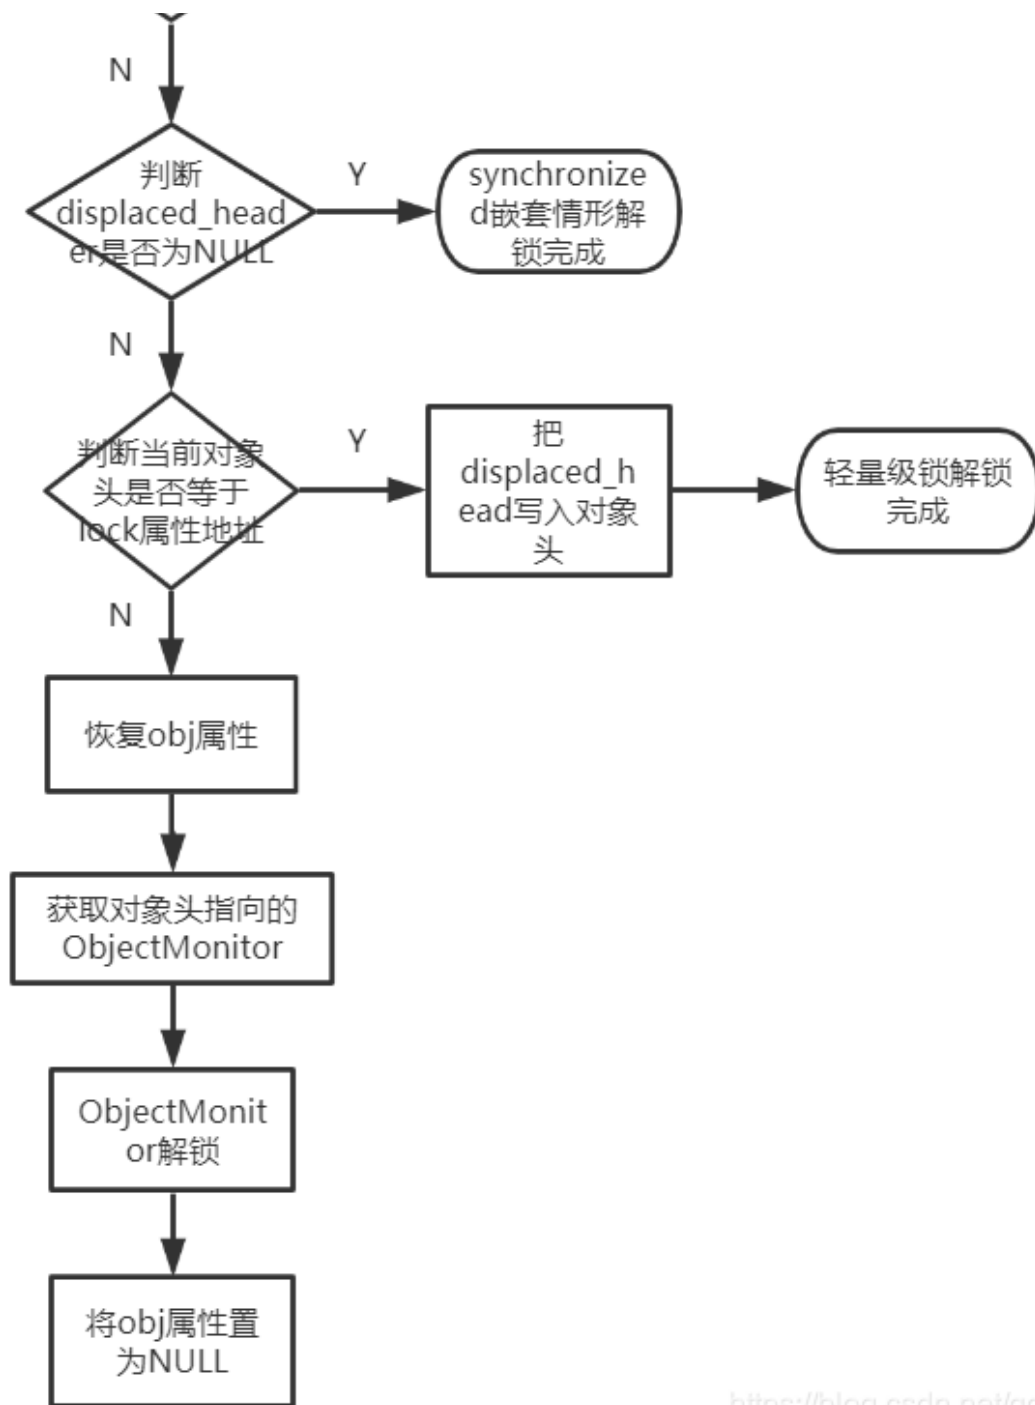 N
判断
displaced_head
er是否为NULL
Y
synchronize
d嵌套情形解
锁完成
N
判断当前对象
头是否等于
lock属性地址
Y
把
displaced_h
ead写入对象
头
轻量级锁解锁
完成
N
恢复obj属性
获取对象头指向的
ObjectMonitor
ObjectMonit
or解锁
将obj属性置
为NULL